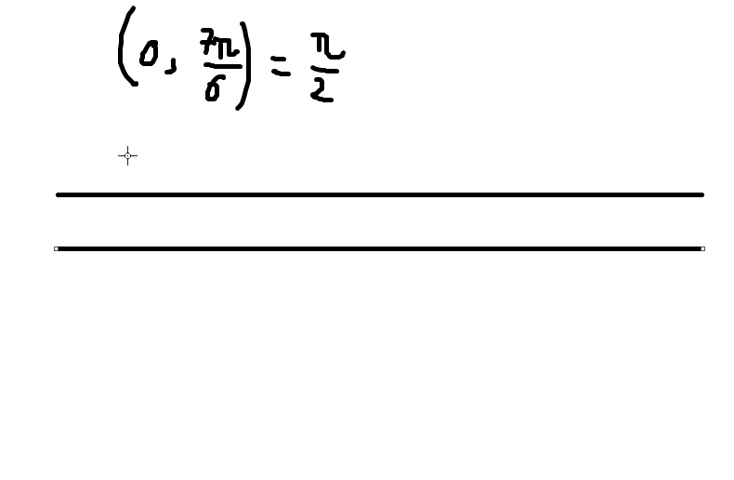 (0, 7π/6) = π/2